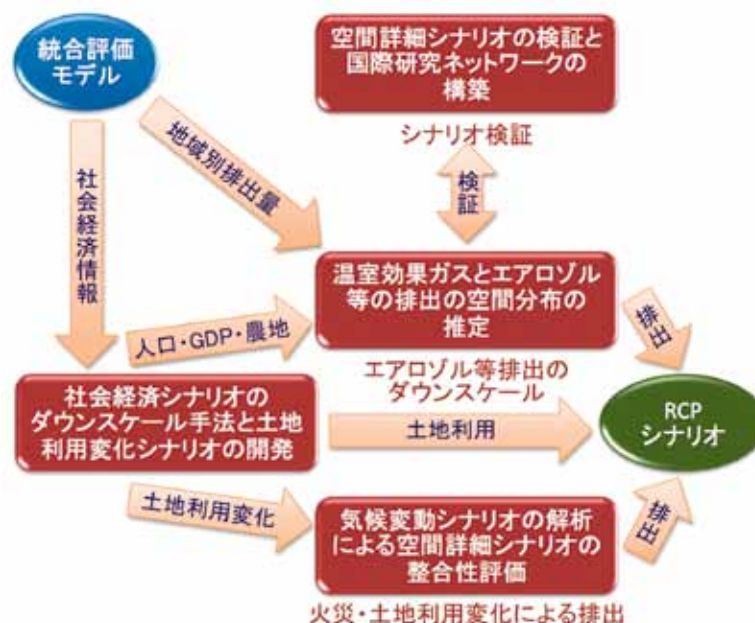 統合評価
モデル
空間詳細シナリオの検証と
国際研究ネットワークの
構築
シナリオ検証
地域別排出量
社会経済情報
検証
温室効果ガスとエアロゾル
等の排出の空間分布の
推定
人口・GDP・農地
排出
エアロゾル等排出の
ダウンスケール
社会経済シナリオの
ダウンスケール手法と土地
利用変化シナリオの開発
土地利用
RCP
シナリオ
土地利用変化
気候変動シナリオの解析
による空間詳細シナリオの
整合性評価
排出
火災・土地利用変化による排出